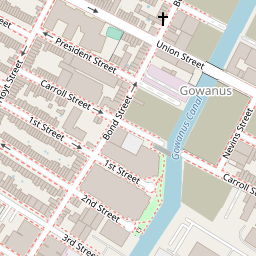 Union Street
President Street
Gowanus
Carroll Street
Bond Street
Gowanus Canal
Nevins Street
1st Street
Carroll S
1st Street
2nd Street
3rd Street